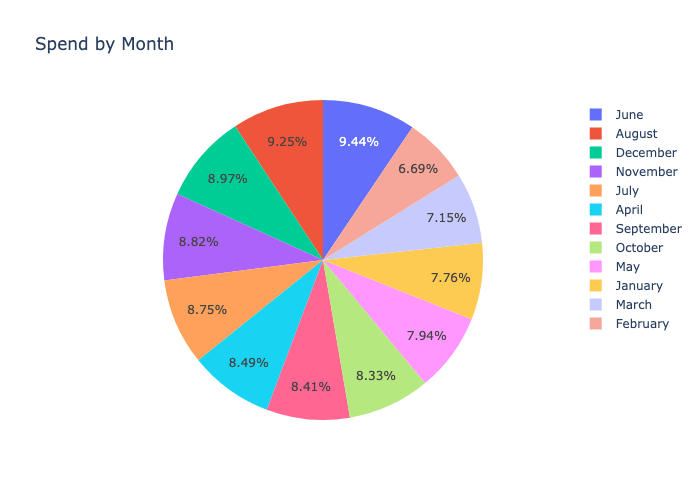 Spend by Month
9.25%
9.44%
8.97%
6.69%
8.82%
7.15%
8.75%
7.76%
8.49%
7.94%
8.41%
8.33%
June
August
December
November
July
April
September
October
May
January
March
February